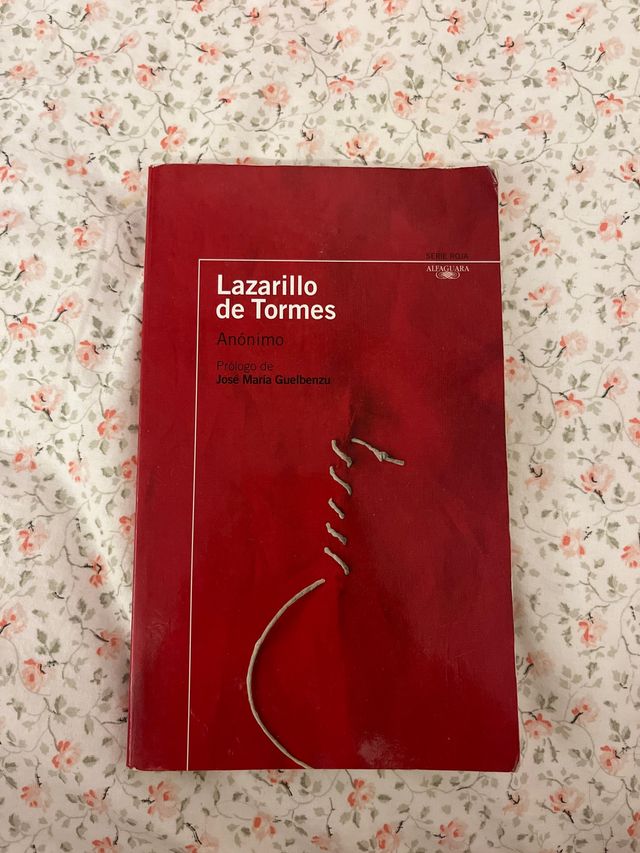 SERIE ROJA
ALFAGUARA
Lazarillo
de Tormes
Anónimo
Prólogo de
José María Guelbenzu